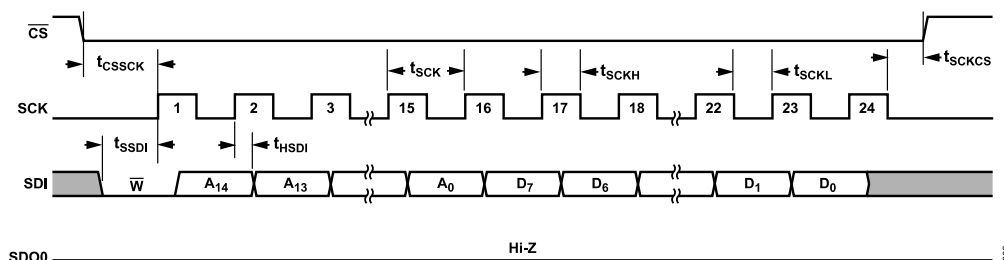 CS
tCSSCK
tSCK
tSCKH
tSCKL
tSCKCS
SCK
1 2 3 15 16 17 18 22 23 24
tSSDI
tHSDI
SDI
W A14 A13 A0 D7 D6 D1 D0
Hi-Z
SDO0